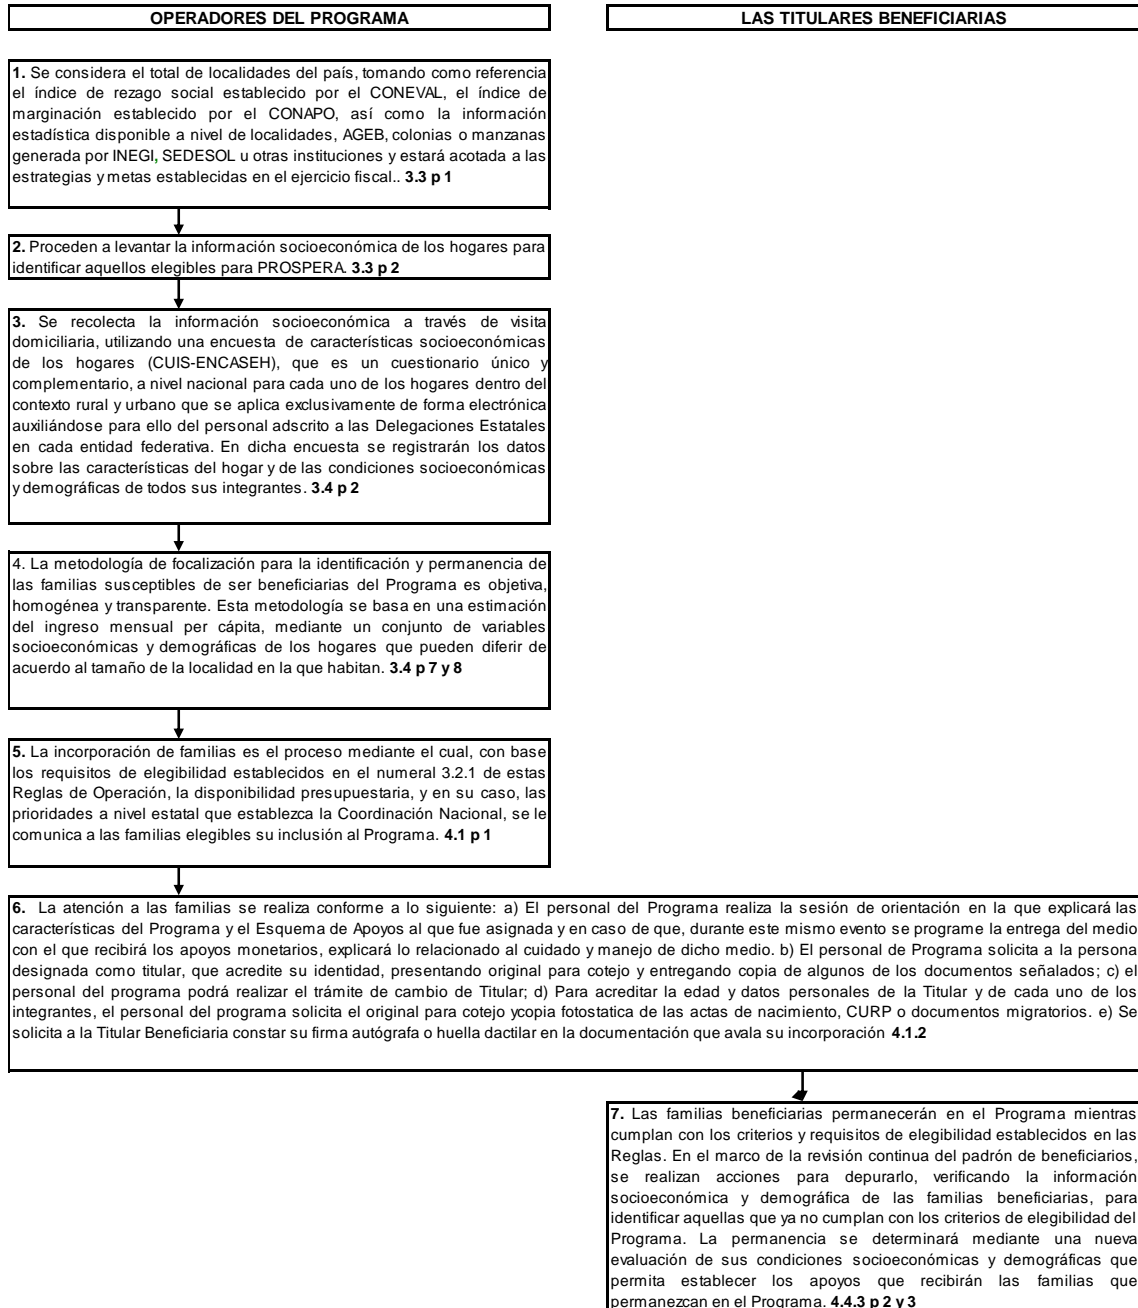 OPERADORES DEL PROGRAMA
LAS TITULARES BENEFICIARIAS
1. Se considera el total de localidades del país, tomando como referencia
el índice de rezago social establecido por el CONEVAL, el índice de
marginación establecido por el CONAPO, así como la información
estadística disponible a nivel de localidades, AGEB, colonias o manzanas
generada por INEGI, SEDESOL u otras instituciones y estará acotada a las
estrategias y metas establecidas en el ejercicio fiscal.. 3.3 p 1
2. Proceden a levantar la información socioeconómica de los hogares para
identificar aquellos elegibles para PROSPERA. 3.3 p 2
3. Se recolecta la información socioeconómica a través de visita
domiciliaria, utilizando una encuesta de características socioeconómicas
de los hogares (CUIS-ENCASEH), que es un cuestionario único y
complementario, a nivel nacional para cada uno de los hogares dentro del
contexto rural y urbano que se aplica exclusivamente de forma electrónica
auxiliándose para ello del personal adscrito a las Delegaciones Estatales
en cada entidad federativa. En dicha encuesta se registrarán los datos
sobre las características del hogar y de las condiciones socioeconómicas
y demográficas de todos sus integrantes. 3.4 p 2
4. La metodología de focalización para la identificación y permanencia de
las familias susceptibles de ser beneficiarias del Programa es objetiva,
homogénea y transparente. Esta metodología se basa en una estimación
del ingreso mensual per cápita, mediante un conjunto de variables
socioeconómicas y demográficas de los hogares que pueden diferir de
acuerdo al tamaño de la localidad en la que habitan. 3.4 p 7 y 8
5. La incorporación de familias es el proceso mediante el cual, con base
los requisitos de elegibilidad establecidos en el numeral 3.2.1 de estas
Reglas de Operación, la disponibilidad presupuestaria, y en su caso, las
prioridades a nivel estatal que establezca la Coordinación Nacional, se le
comunica a las familias elegibles su inclusión al Programa. 4.1 p 1
6. La atención a las familias se realiza conforme a lo siguiente: a) El personal del Programa realiza la sesión de orientación en la que explicará las
características del Programa y el Esquema de Apoyos al que fue asignada y en caso de que, durante este mismo evento se programe la entrega del medio
con el que recibirá los apoyos monetarios, explicará lo relacionado al cuidado y manejo de dicho medio. b) El personal de Programa solicita a la persona
designada como titular, que acredite su identidad, presentando original para cotejo y entregando copia de algunos de los documentos señalados; c) el
personal del programa podrá realizar el trámite de cambio de Titular; d) Para acreditar la edad y datos personales de la Titular y de cada uno de los
integrantes, el personal del programa solicita el original para cotejo ycopia fotostatica de las actas de nacimiento, CURP o documentos migratorios. e) Se
solicita a la Titular Beneficiaria constar su firma autógrafa o huella dactilar en la documentación que avala su incorporación 4.1.2
7. Las familias beneficiarias permanecerán en el Programa mientras
cumplan con los criterios y requisitos de elegibilidad establecidos en las
Reglas. En el marco de la revisión continua del padrón de beneficiarios,
se realizan acciones para depurarlo, verificando la información
socioeconómica y demográfica de las familias beneficiarias, para
identificar aquellas que ya no cumplan con los criterios de elegibilidad del
Programa. La permanencia se determinará mediante una nueva
evaluación de sus condiciones socioeconómicas y demográficas que
permita establecer los apoyos que recibirán las familias que
permanezcan en el Programa. 4.4.3 p 2 y 3